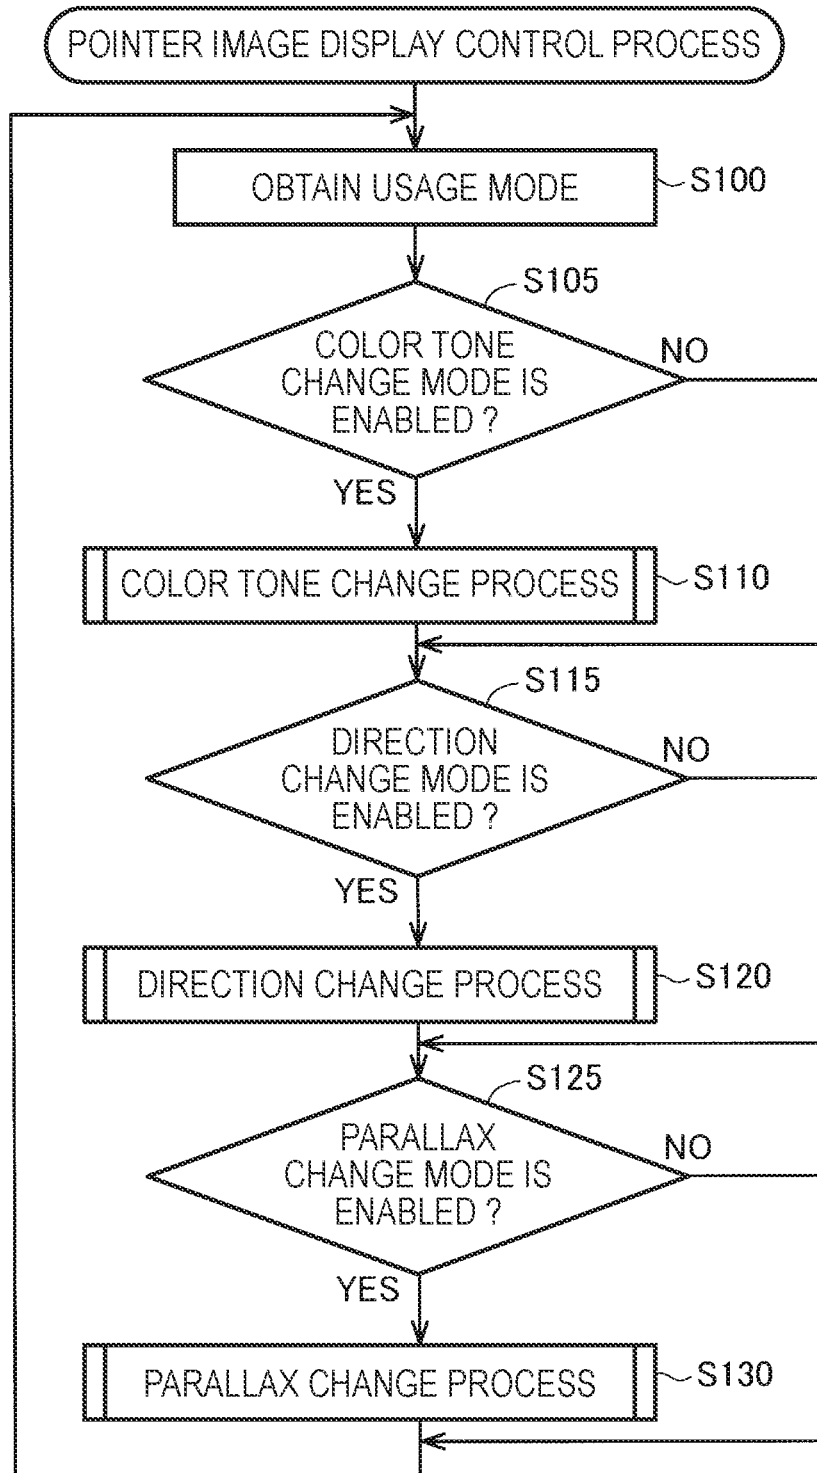 POINTER IMAGE DISPLAY CONTROL PROCESS
OBTAIN USAGE MODE
S100
S105
COLOR TONE
CHANGE MODE IS
ENABLED ?
NO
YES
COLOR TONE CHANGE PROCESS
S110
S115
DIRECTION
CHANGE MODE IS
ENABLED ?
NO
YES
DIRECTION CHANGE PROCESS
S120
S125
PARALLAX
CHANGE MODE IS
ENABLED ?
NO
YES
PARALLAX CHANGE PROCESS
S130